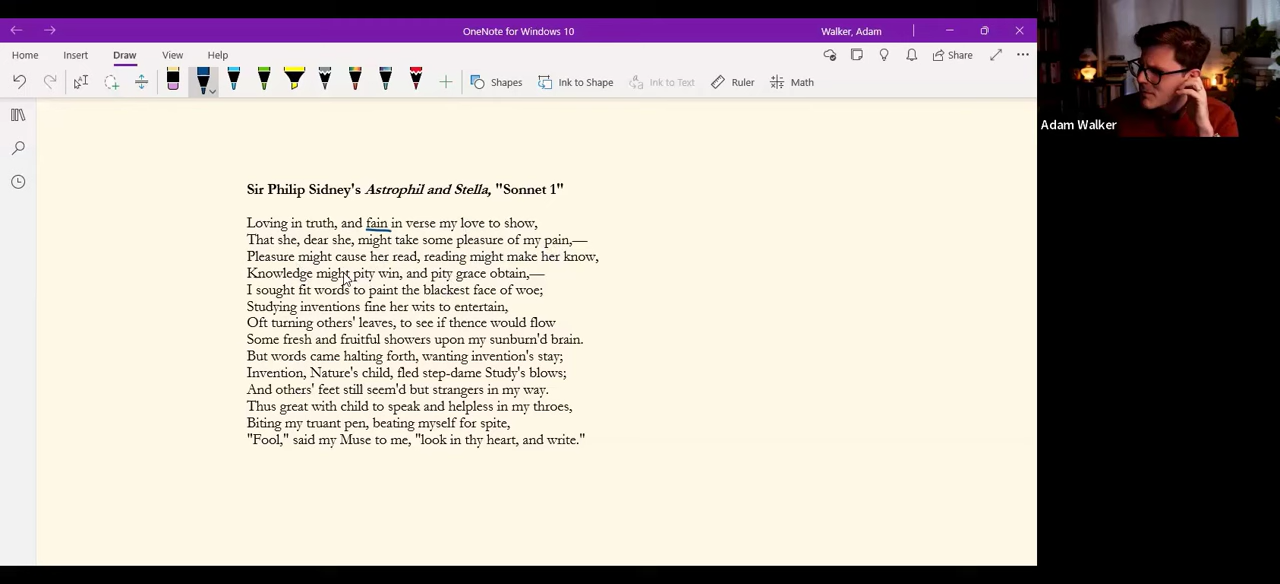 OneNote for Windows 10
Walker, Adam
Home
Insert
Draw
View
Help
Share
Shapes
Ink to Shape
Ink to Text
Ruler
Math
Adam Walker
Sir Philip Sidney's Astrophil and Stella, "Sonnet 1"
Loving in truth, and fain in verse my love to show,
That she, dear she, might take some pleasure of my pain,—
Pleasure might cause her read, reading might make her know,
Knowledge might pity win, and pity grace obtain,—
I sought fit words to paint the blackest face of woe;
Studying inventions fine her wits to entertain,
Oft turning others' leaves, to see if thence would flow
Some fresh and fruitful showers upon my sunburn'd brain.
But words came halting forth, wanting invention's stay;
Invention, Nature's child, fled step-dame Study's blows;
And others' feet still seem'd but strangers in my way.
Thus great with child to speak and helpless in my throes,
Biting my truant pen, beating myself for spite,
"Fool," said my Muse to me, "look in thy heart, and write."